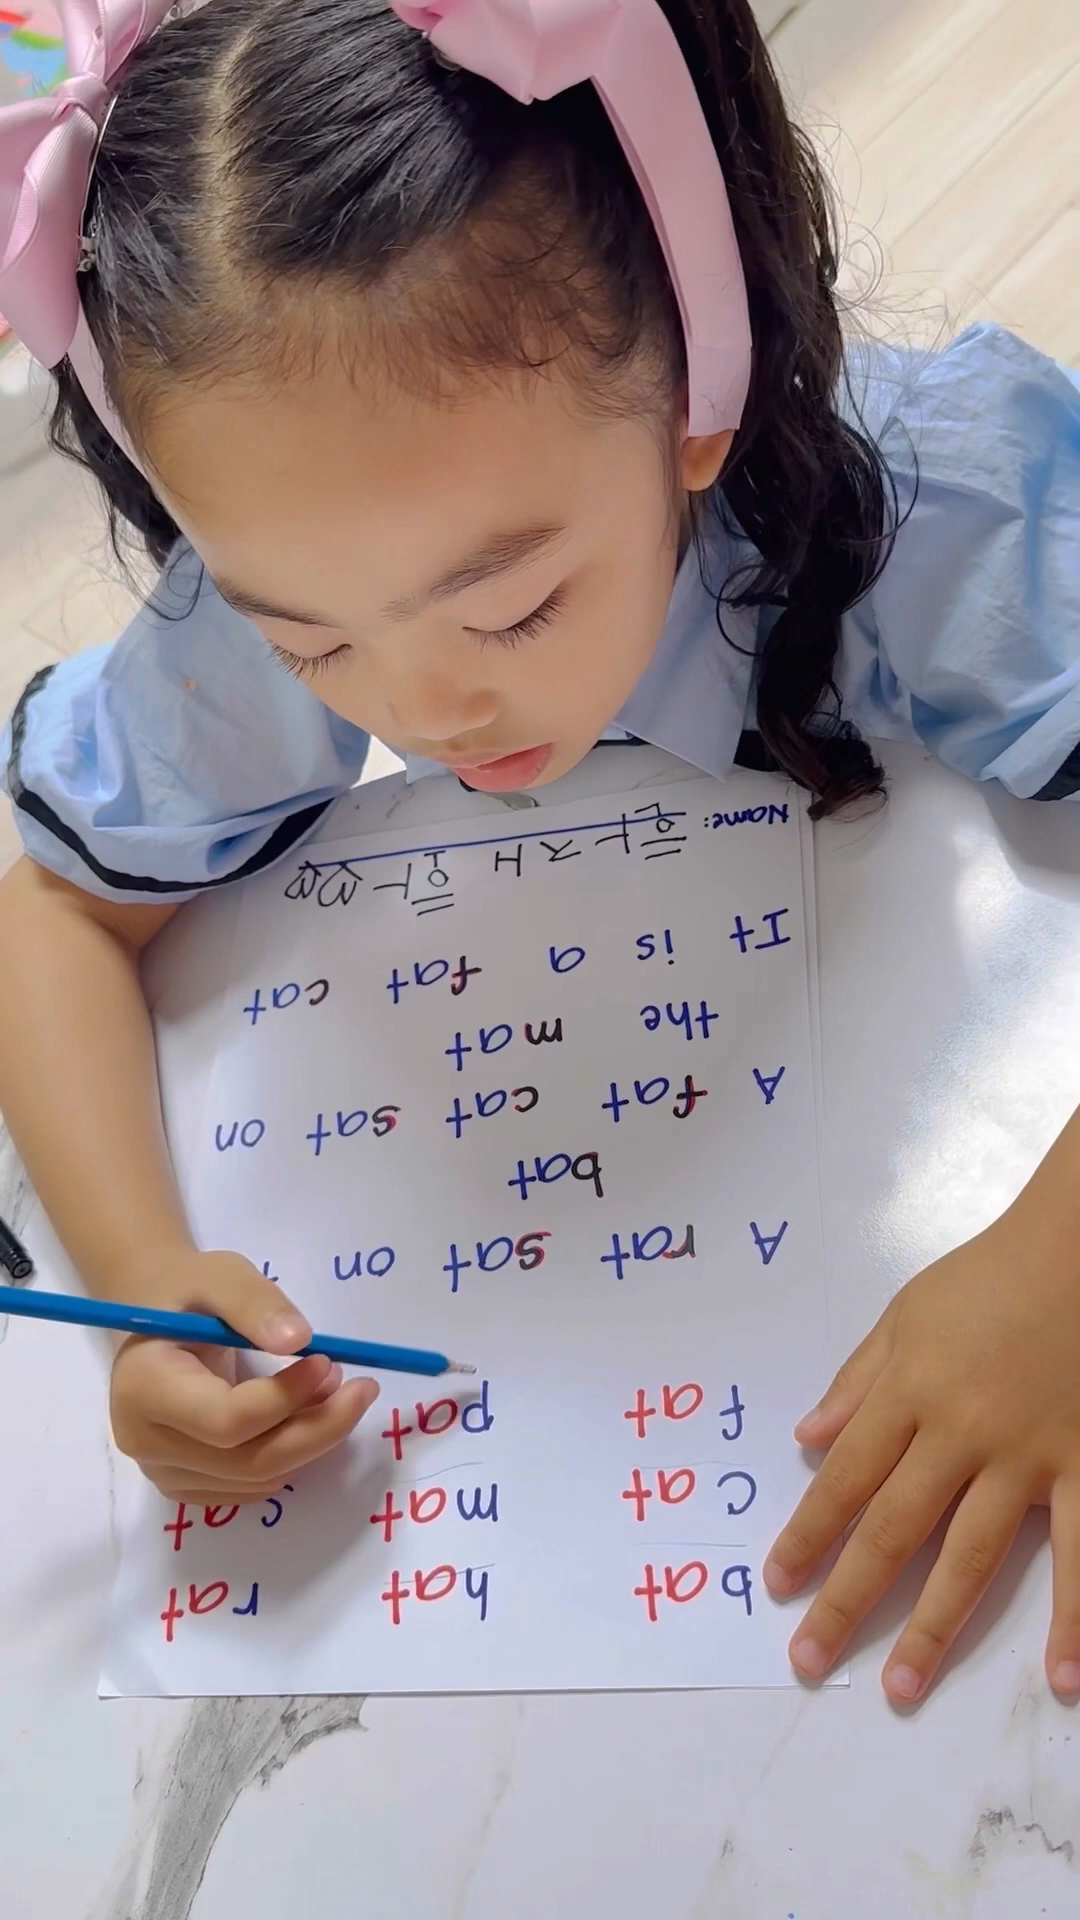 bat hat rat
cat mat sat
fat pat
A rat sat on
bat
A fat cat sat on
the mat
It is a fat cat
Name: